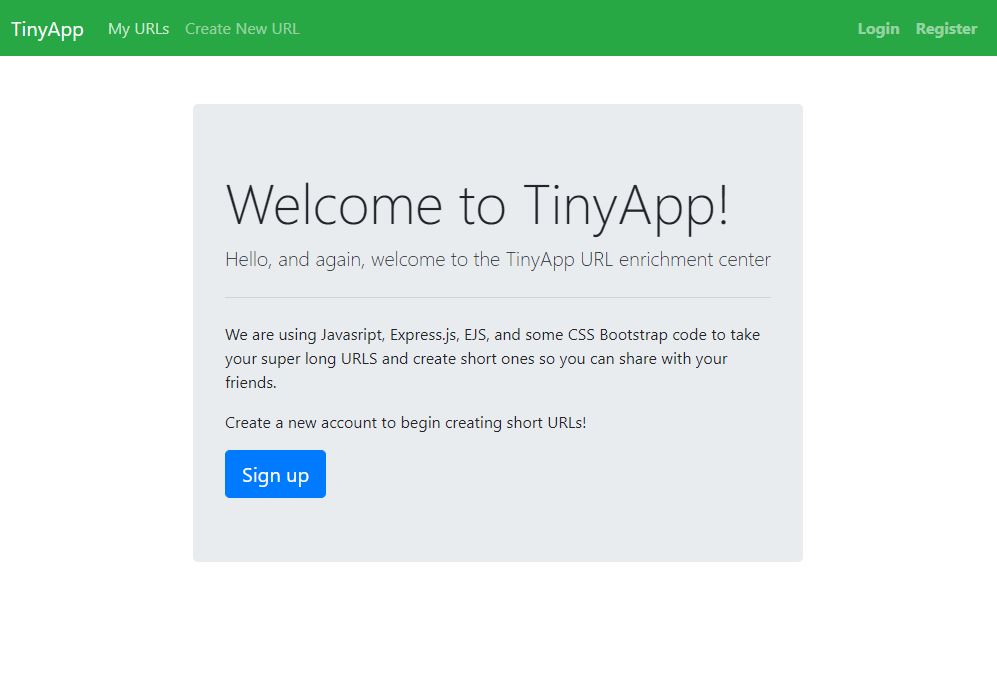 TinyApp My URLs Create New URL Login Register
Welcome to TinyApp!
Hello, and again, welcome to the TinyApp URL enrichment center
We are using Javasript, Express.js, EJS, and some CSS Bootstrap code to take
your super long URLS and create short ones so you can share with your
friends.
Create a new account to begin creating short URLs!
Sign up